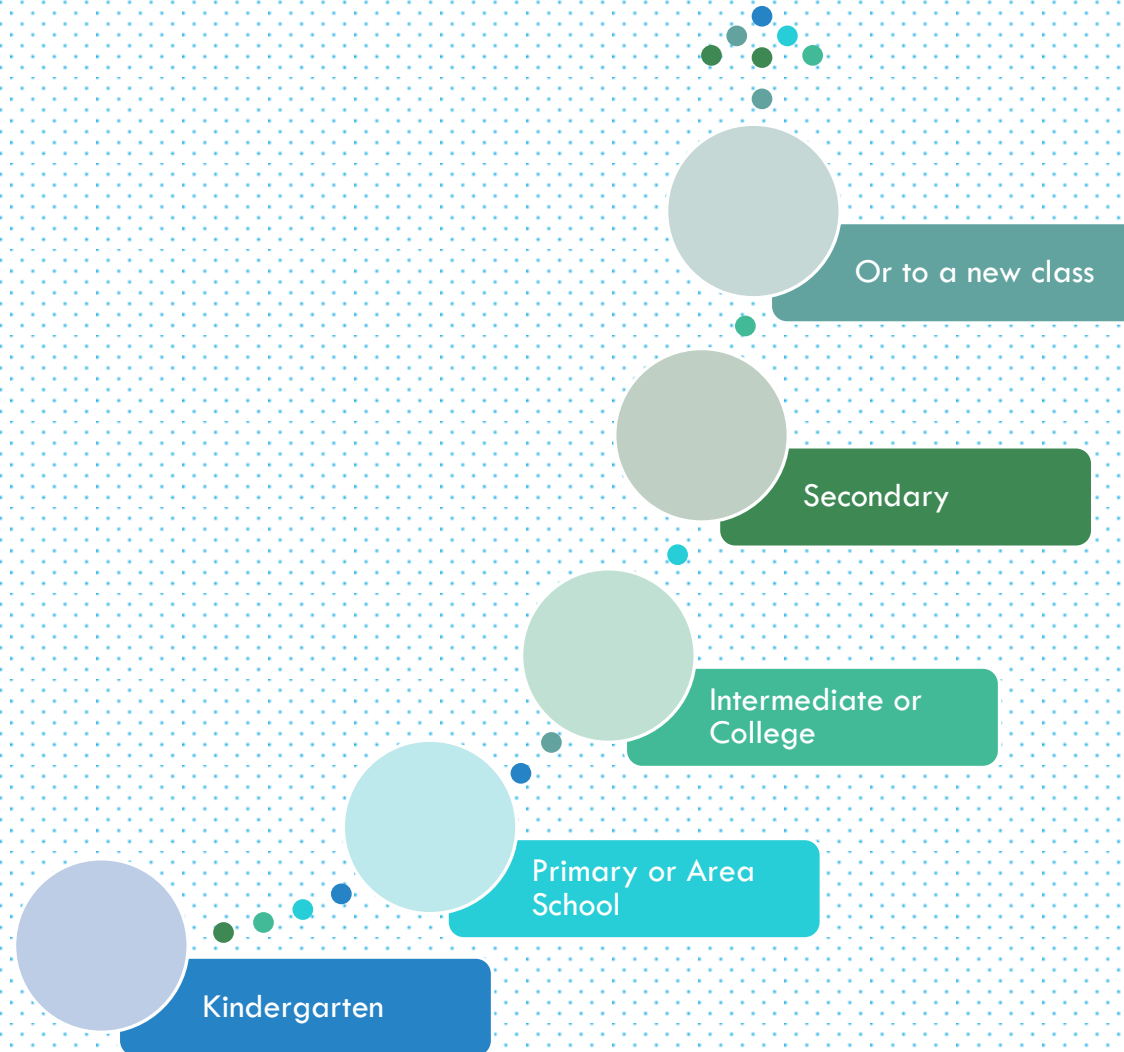 Or to a new class
Secondary
Intermediate or
College
Primary or Area
School
Kindergarten